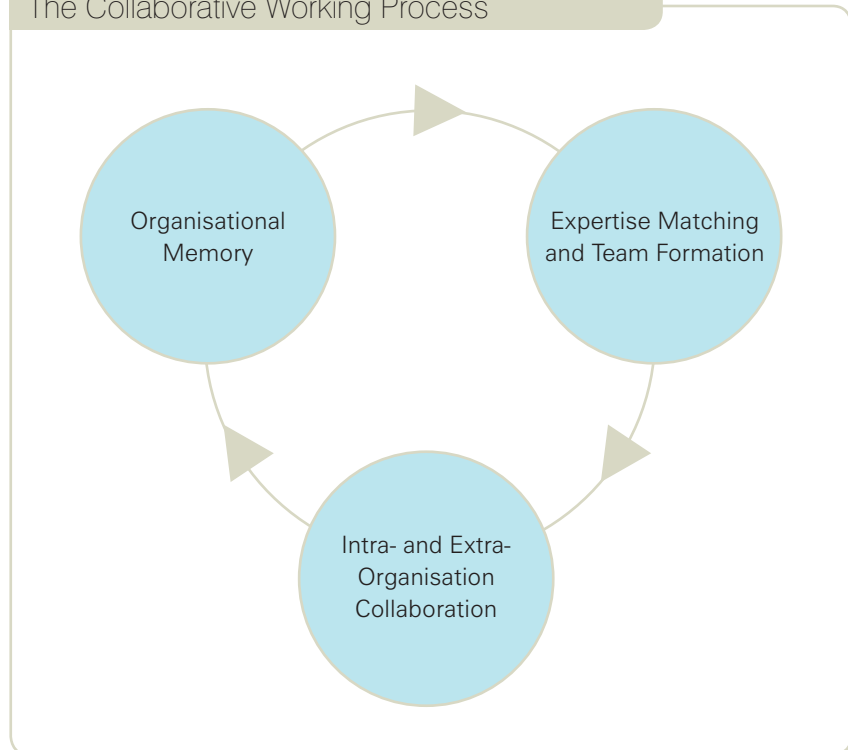 The Collaborative Working Process
Organisational
Memory
Expertise Matching
and Team Formation
Intra- and Extra-
Organisation
Collaboration